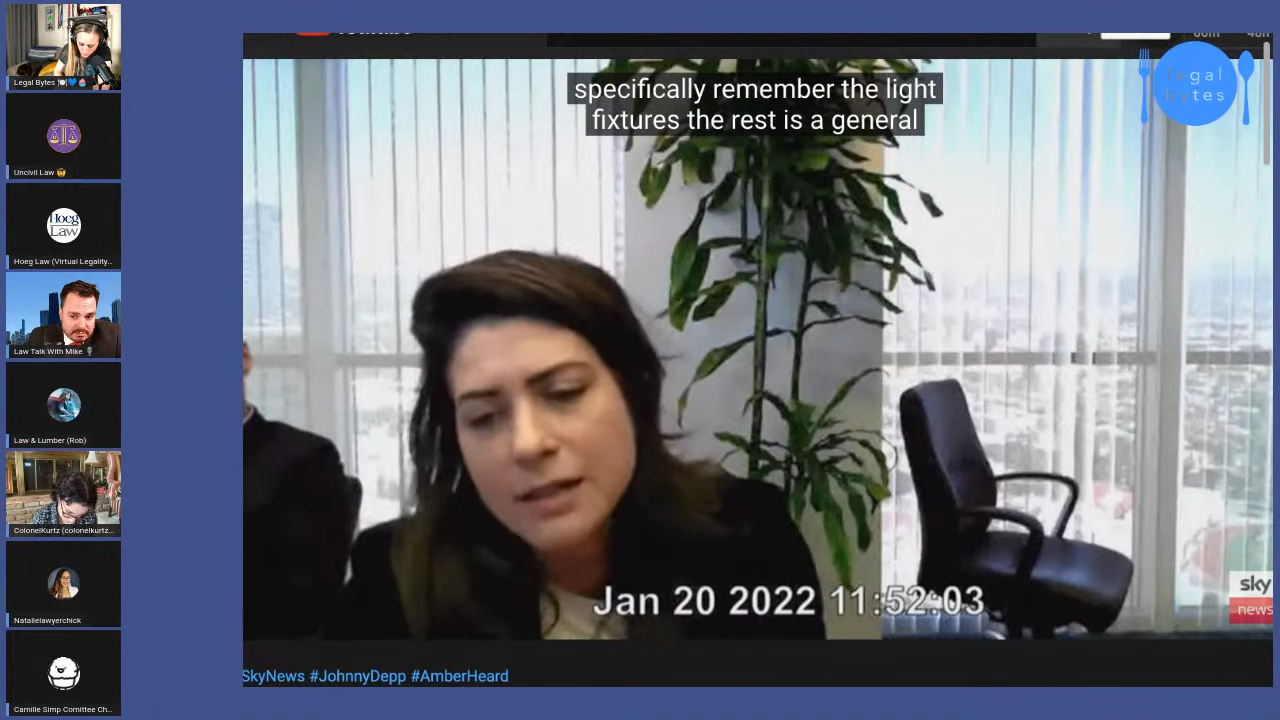 specifically remember the light
fixtures the rest is a general
legal
bytes
Legal Bytes
Uncivil Law
Hoeg
Law
Hoeg Law (Virtual Legality...
Law Talk With Mike
Law & Lumber (Rob)
ColonelKurtz (colonelkurtz...
Natalielawyerchick
Camille Simp Comittee Ch...
Jan 20 2022 11:52:03
sky
news
SkyNews #JohnnyDepp #AmberHeard